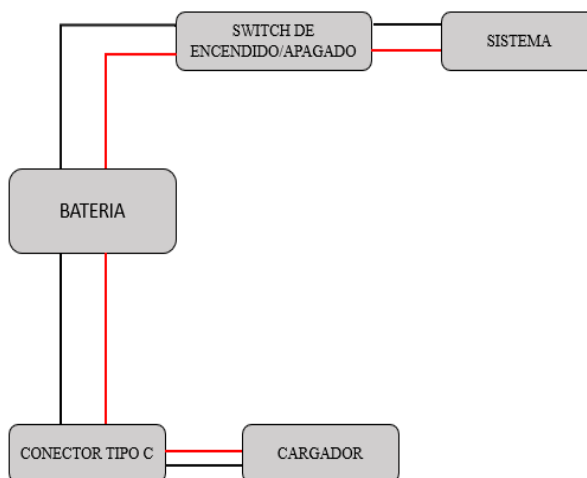 SWITCH DE
ENCENDIDO/APAGADO
SISTEMA
BATERIA
CONECTOR TIPO C
CARGADOR